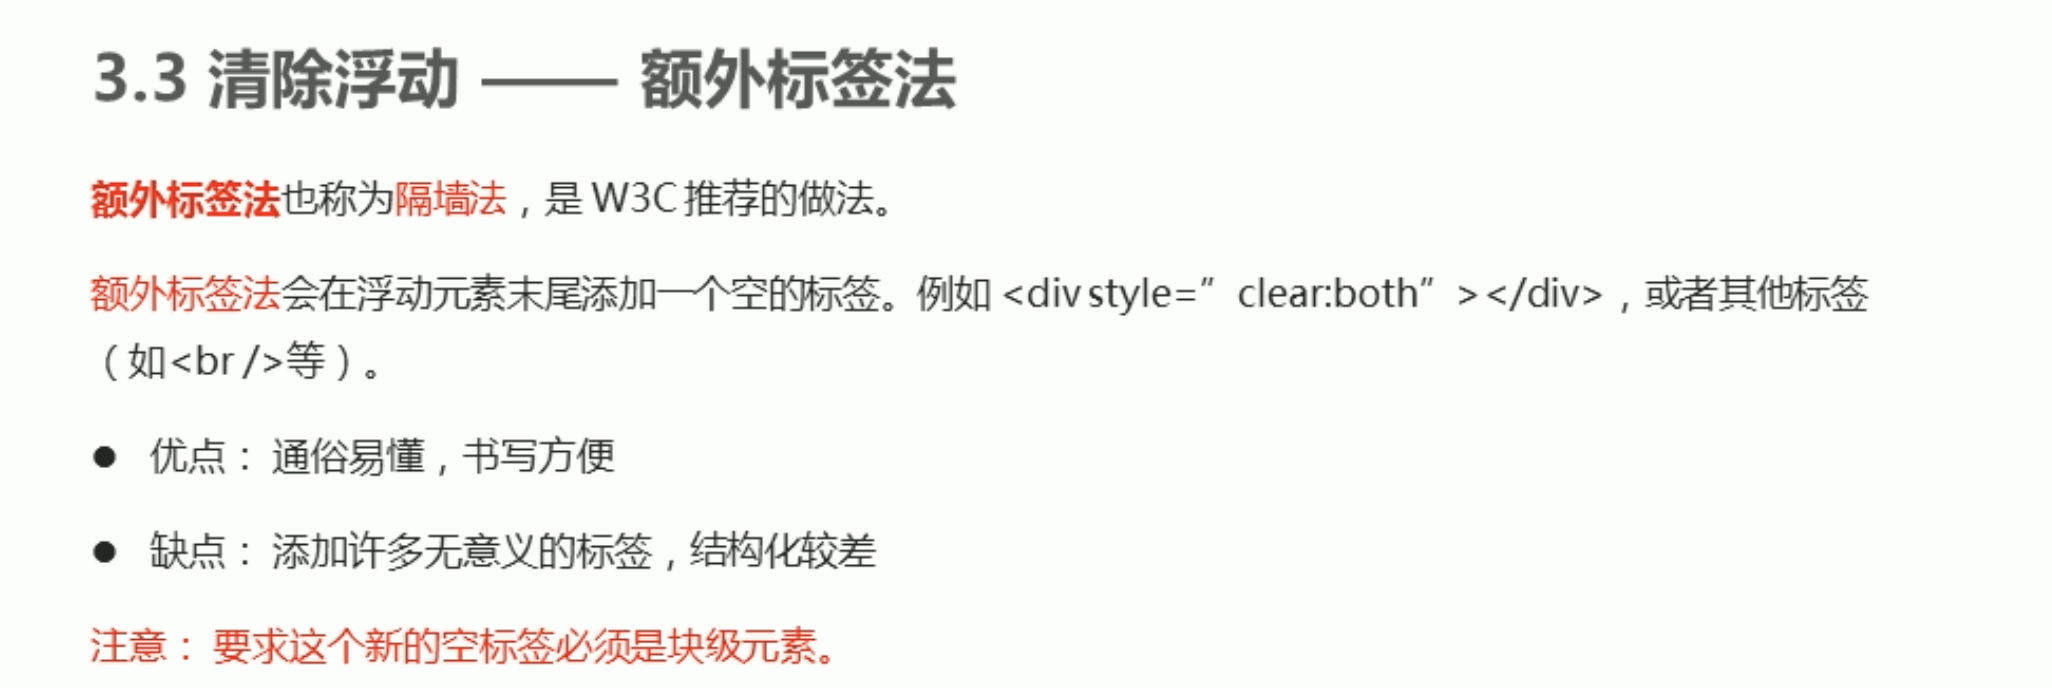 3.3 清除浮动 —— 额外标签法
额外标签法也称为隔墙法，是 W3C 推荐的做法。
额外标签法会在浮动元素末尾添加一个空的标签。例如 <div style=” clear:both” ></div>，或者其他标签
（如<br />等）。
● 优点： 通俗易懂，书写方便
● 缺点： 添加许多无意义的标签，结构化较差
注意： 要求这个新的空标签必须是块级元素。